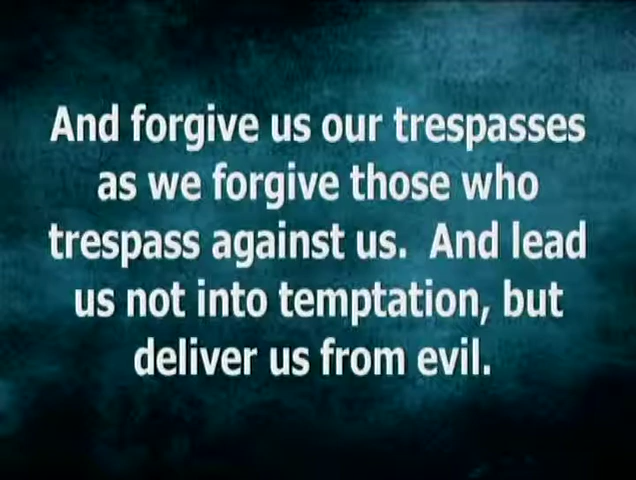 And forgive us our trespasses
as we forgive those who
trespass against us.  And lead
us not into temptation, but
deliver us from evil.